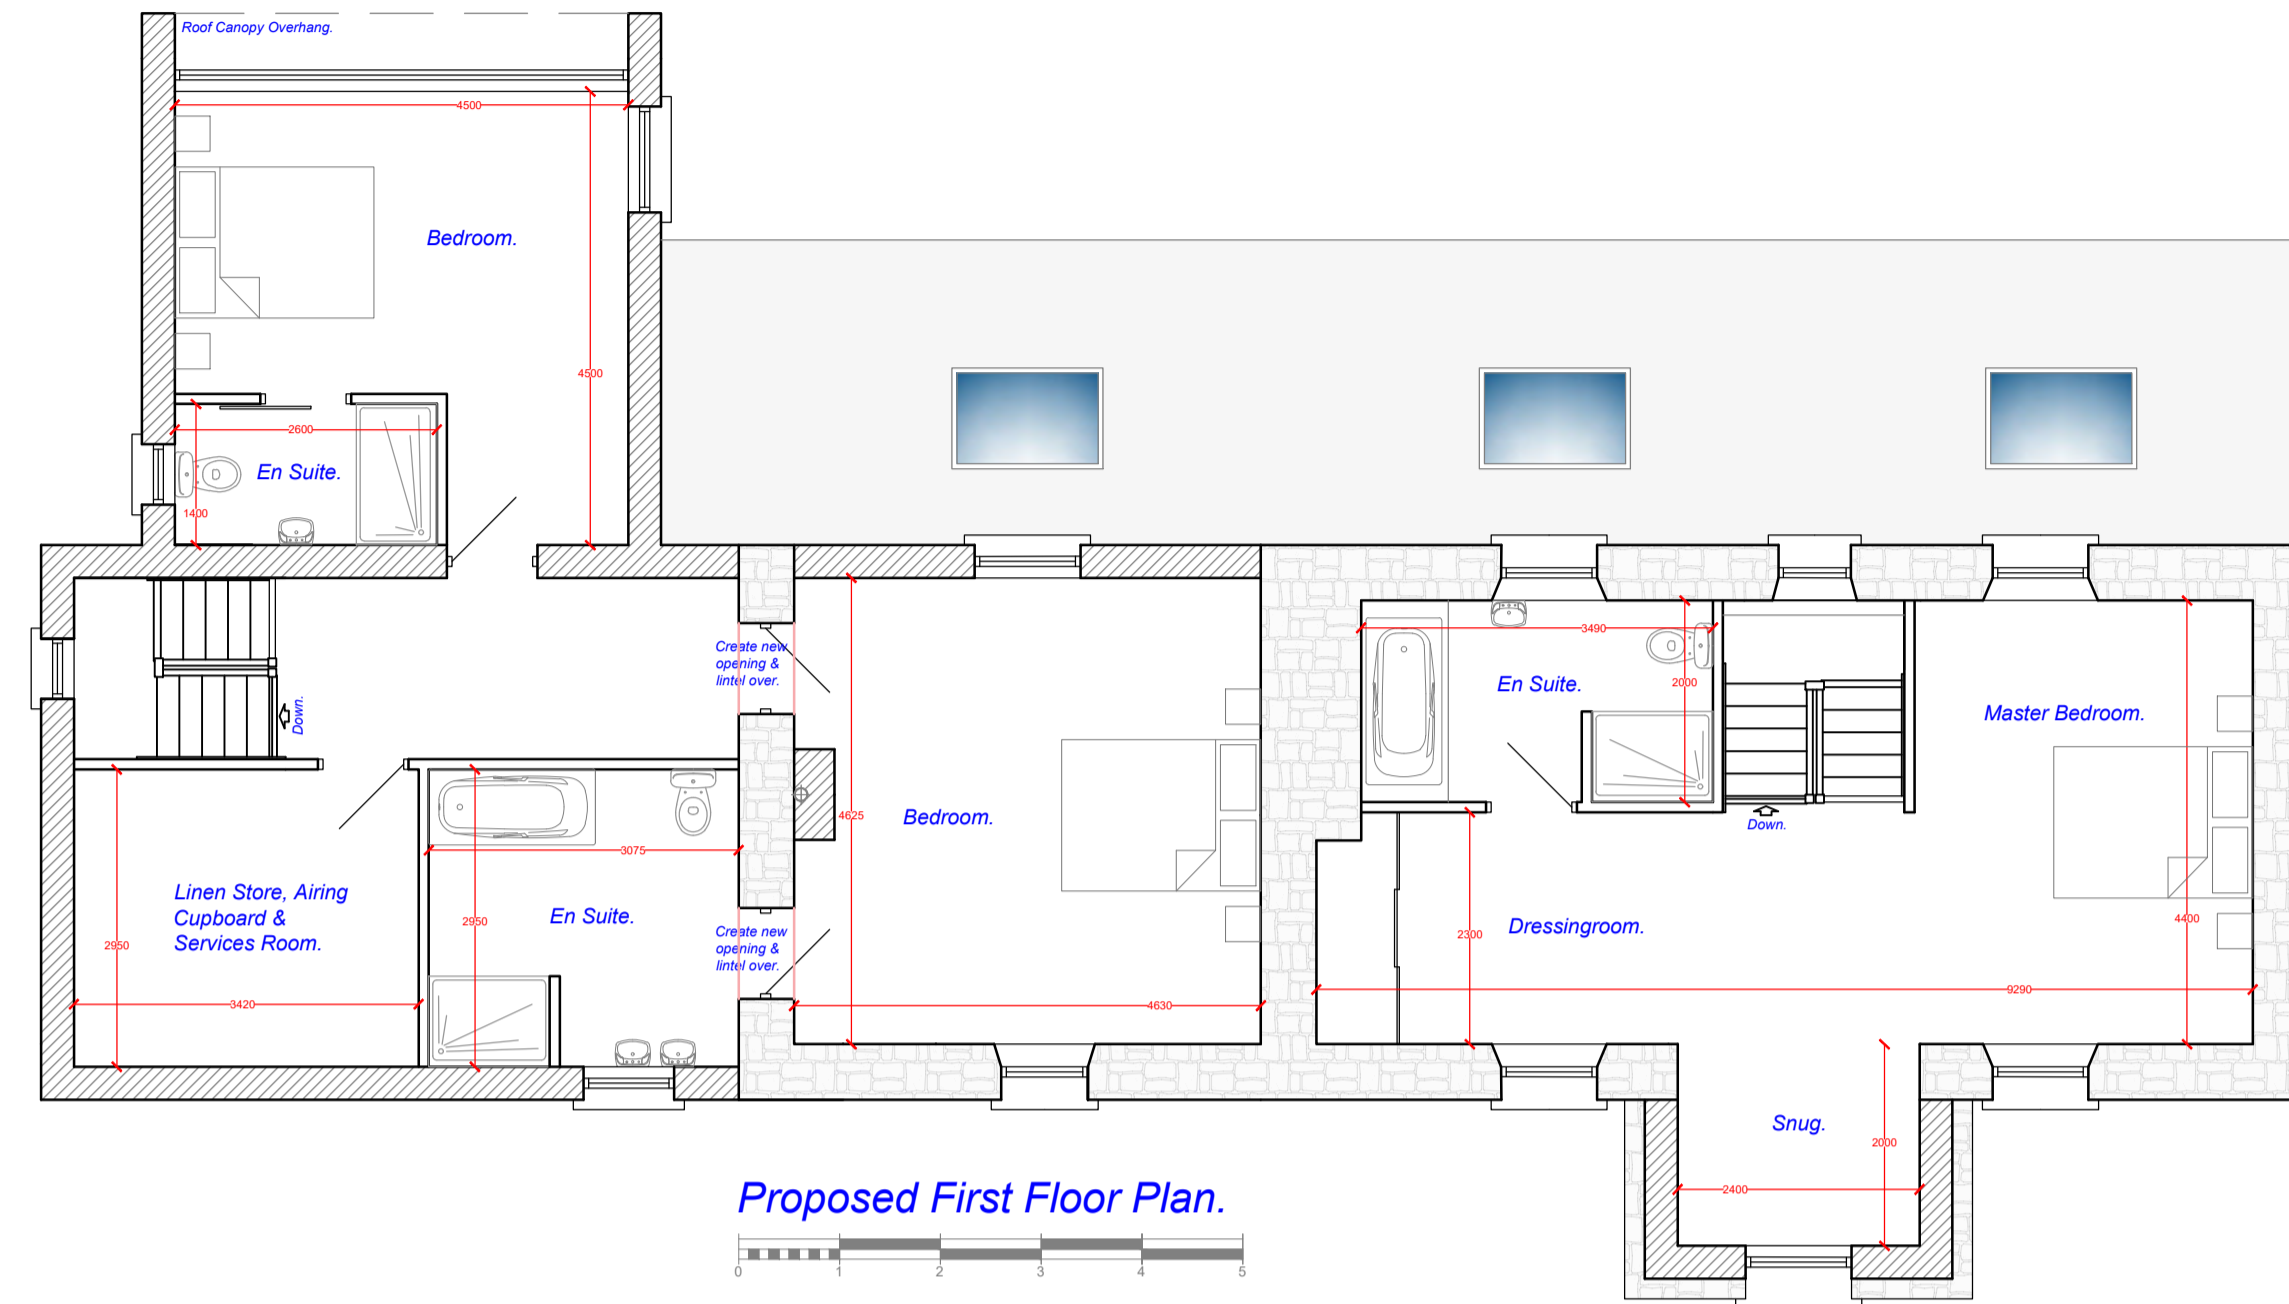 Roof Canopy Overhang.
4500
Bedroom.
4500
2600
En Suite.
1400
Create new
opening &
lintel over.
Down.
3490
En Suite.
2000
Master Bedroom.
Down.
4625
Bedroom.
3075
Linen Store, Airing
Cupboard &
Services Room.
2950
En Suite.
2950
Create new
opening &
lintel over.
2300
Dressingroom.
4400
3420
4630
9290
Snug.
2000
2400
Proposed First Floor Plan.
0 1 2 3 4 5